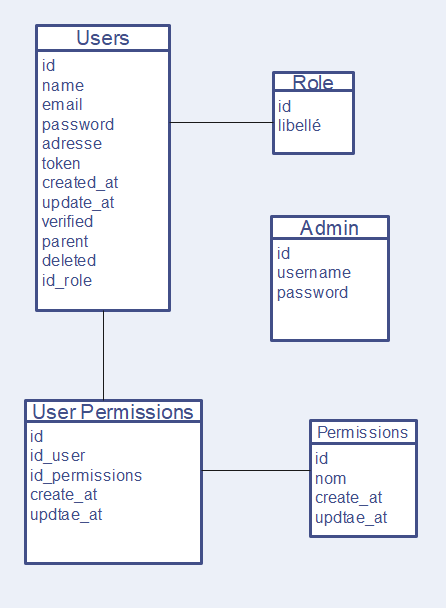 Users
id
name
email
password
adresse
token
created_at
update_at
verified
parent
deleted
id_role
Role
id
libellé
Admin
id
username
password
User Permissions
id
id_user
id_permissions
create_at
updtae_at
Permissions
id
nom
create_at
updtae_at